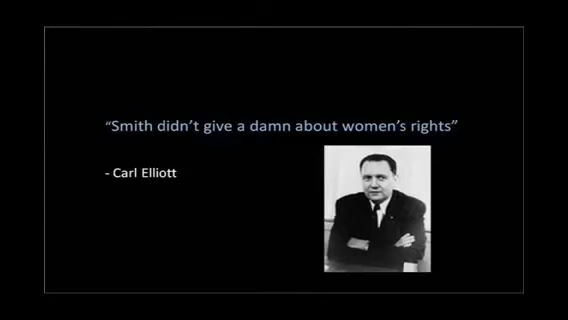 “Smith didn’t give a damn about women’s rights”
- Carl Elliott